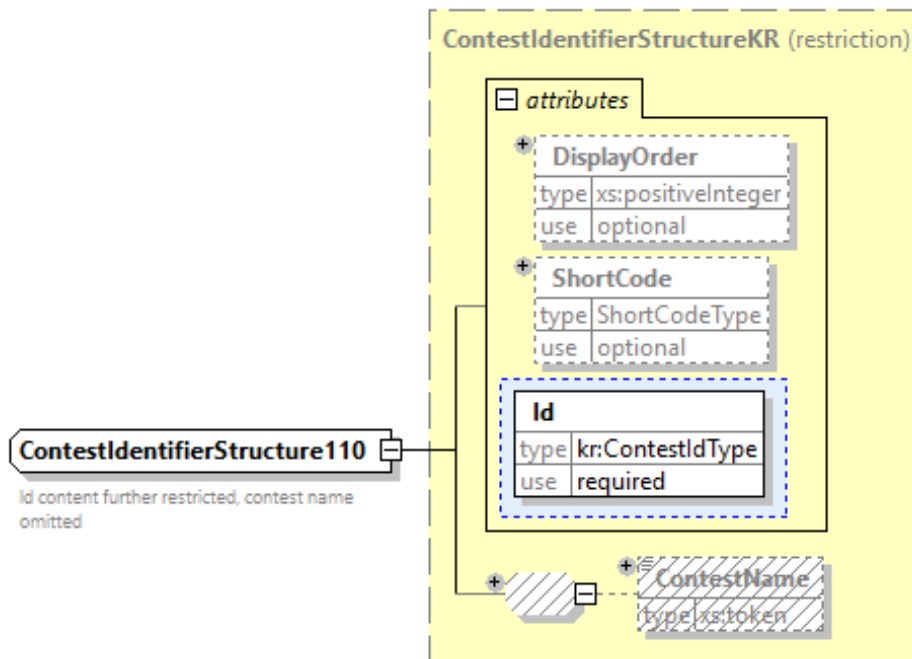 ContestIdentifierStructureKR (restriction)
attributes
DisplayOrder
type xs:positiveInteger
use optional
ShortCode
type ShortCodeType
use optional
Id
type kr:ContestIdType
use required
ContestIdentifierStructure110
Id content further restricted, contest name
omitted
ContestName
type xs:token